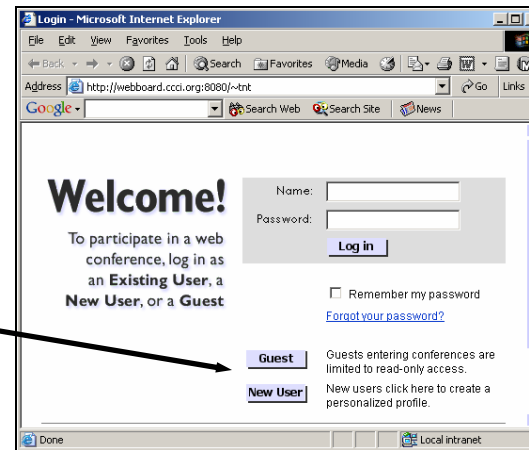 Login - Microsoft Internet Explorer
File Edit View Favorites Tools Help
Back Search Favorites Media
Address http://webboard.ccci.org:8080/~tnt Go Links
Google Search Web Search Site News
Welcome!
To participate in a web
conference, log in as
an Existing User, a
New User, or a Guest
Name:
Password:
Log in
Remember my password
Forgot your password?
Guest
Guests entering conferences are
limited to read-only access.
New User
New users click here to create a
personalized profile.
Done Local intranet